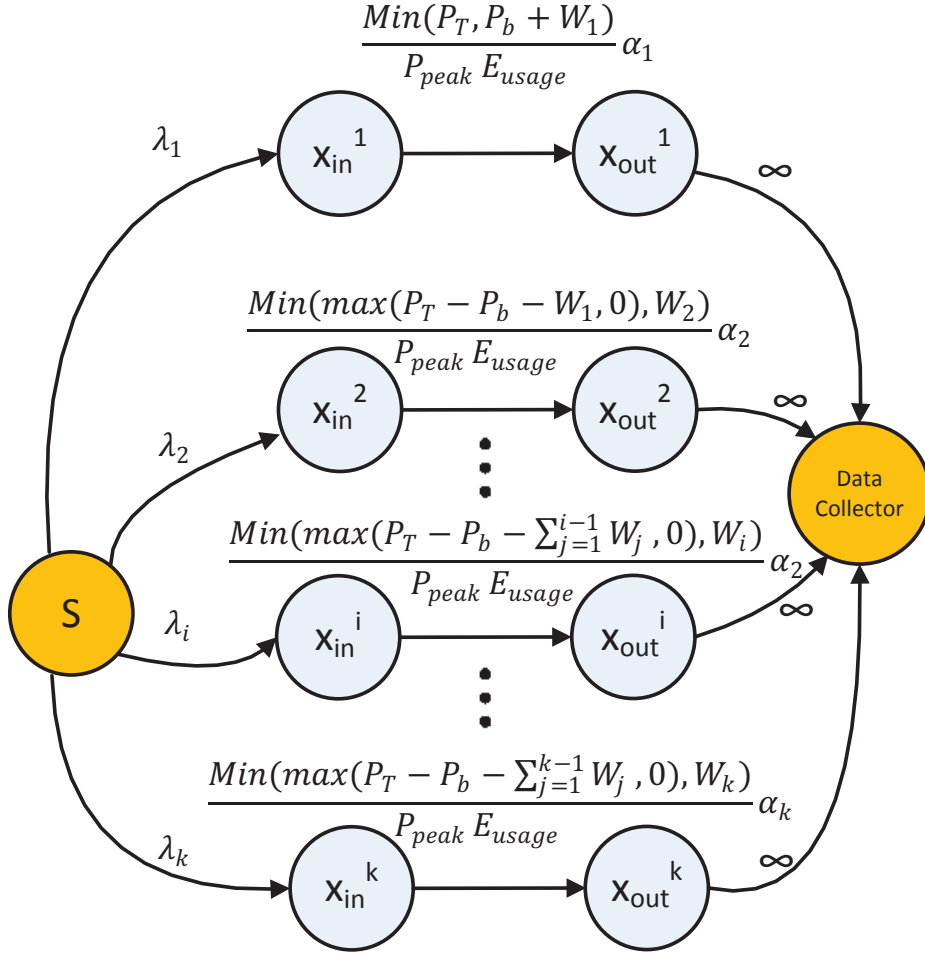 Min(P_T, P_b + W_1)
P_peak E_usage α_1
λ_1
x_in^1
x_out^1
∞
Min(max(P_T − P_b − W_1, 0), W_2)
P_peak E_usage α_2
λ_2
x_in^2
x_out^2
∞
Data
Collector
Min(max(P_T − P_b − ∑_{j=1}^{i−1} W_j , 0), W_i)
P_peak E_usage α_2
S
λ_i
x_in^i
x_out^i
∞
Min(max(P_T − P_b − ∑_{j=1}^{k−1} W_j , 0), W_k)
P_peak E_usage α_k
λ_k
x_in^k
x_out^k
∞